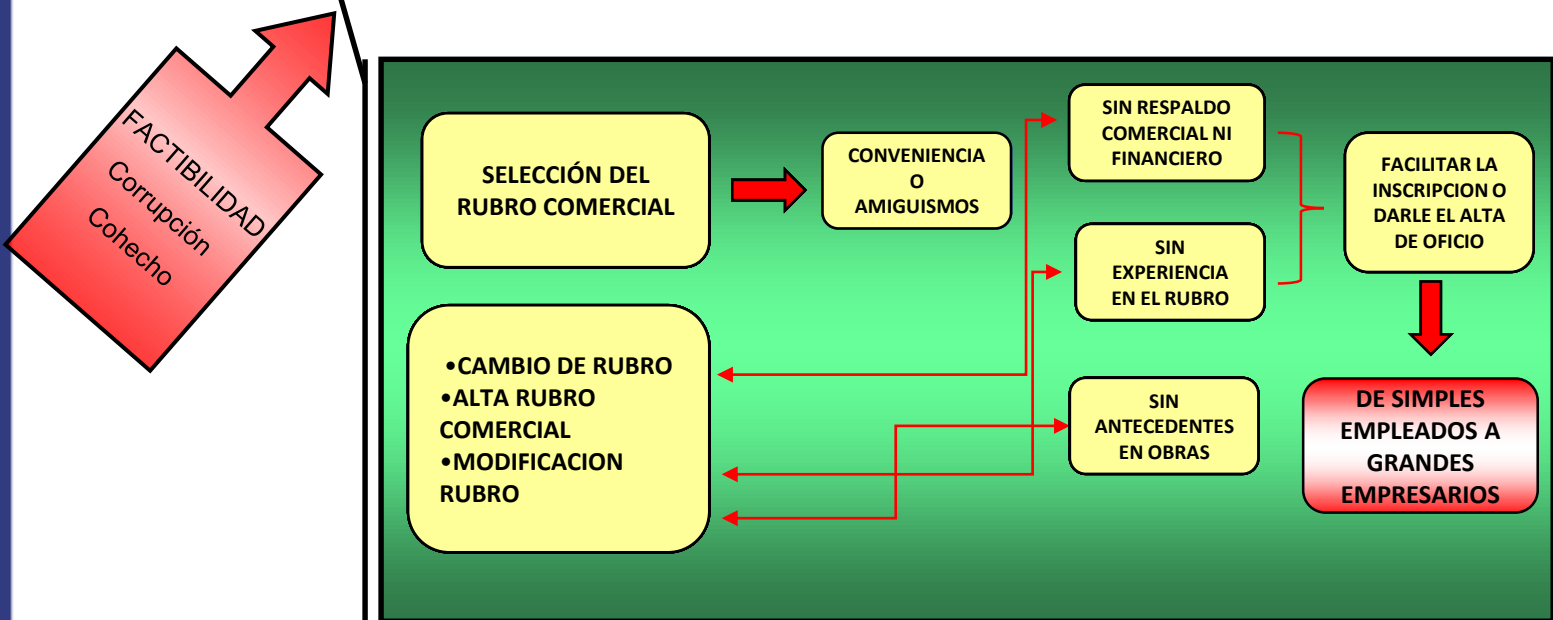 FACTIBILIDAD
Corrupción
Cohecho
SELECCIÓN DEL
RUBRO COMERCIAL
CONVENIENCIA
O
AMIGUISMOS
SIN RESPALDO
COMERCIAL NI
FINANCIERO
FACILITAR LA
INSCRIPCION O
DARLE EL ALTA
DE OFICIO
SIN
EXPERIENCIA
EN EL RUBRO
•CAMBIO DE RUBRO
•ALTA RUBRO
COMERCIAL
•MODIFICACION
RUBRO
SIN
ANTECEDENTES
EN OBRAS
DE SIMPLES
EMPLEADOS A
GRANDES
EMPRESARIOS